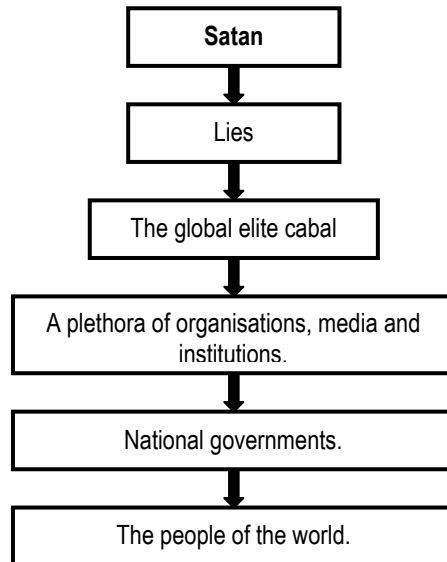 Satan
Lies
The global elite cabal
A plethora of organisations, media and
institutions.
National governments.
The people of the world.